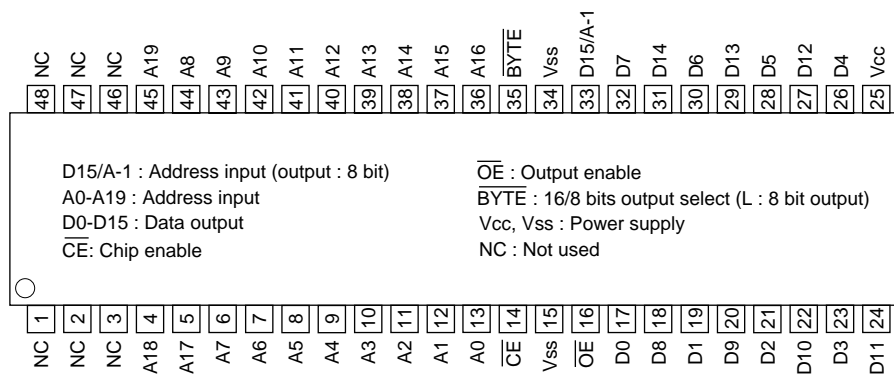 NC NC NC A19 A8 A9 A10 A11 A12 A13 A14 A15 A16 BYTE Vss D15/A-1 D7 D14 D6 D13 D5 D12 D4 Vcc
48 47 46 45 44 43 42 41 40 39 38 37 36 35 34 33 32 31 30 29 28 27 26 25
D15/A-1 : Address input (output : 8 bit)
A0-A19 : Address input
D0-D15 : Data output
CE: Chip enable
OE : Output enable
BYTE : 16/8 bits output select (L : 8 bit output)
Vcc, Vss : Power supply
NC : Not used
1 2 3 4 5 6 7 8 9 10 11 12 13 14 15 16 17 18 19 20 21 22 23 24
NC NC NC A18 A17 A7 A6 A5 A4 A3 A2 A1 A0 CE Vss OE D0 D8 D1 D9 D2 D10 D3 D11